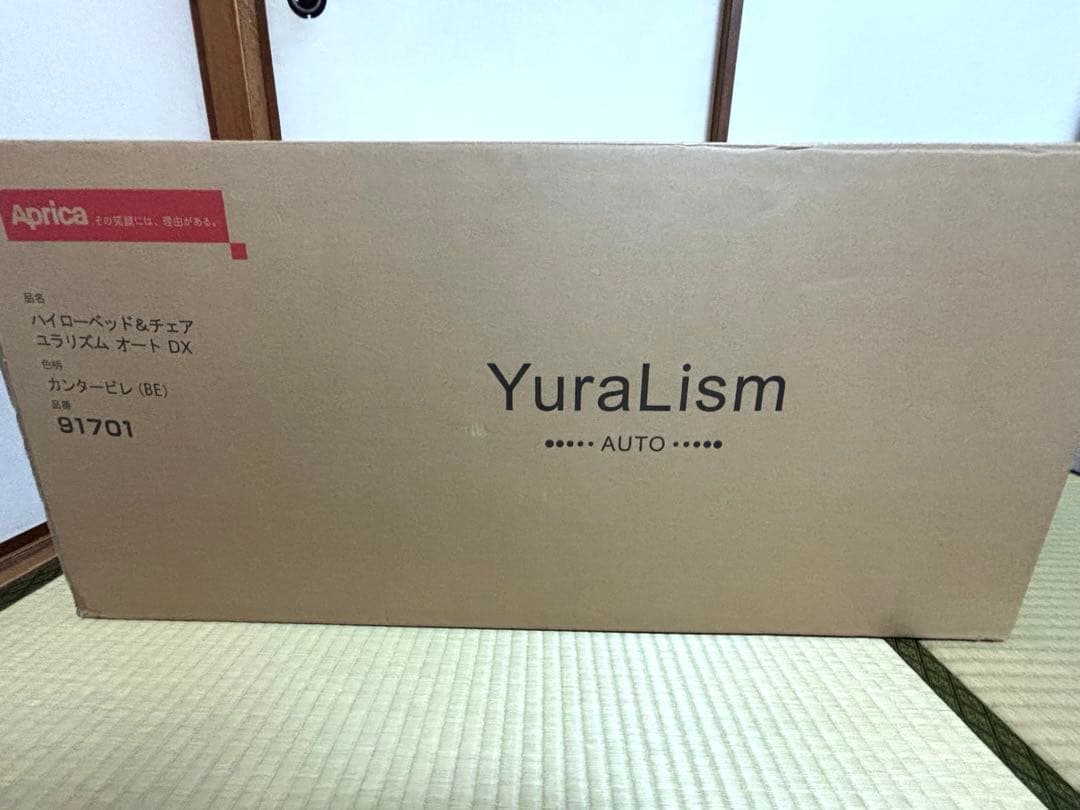 Aprica その笑顔には、理由がある。
品名
ハイローベッド&チェア
ユラリズム オート DX
色柄
カンタービレ (BE)
品番
91701
YuraLism
●●●●● AUTO ●●●●●